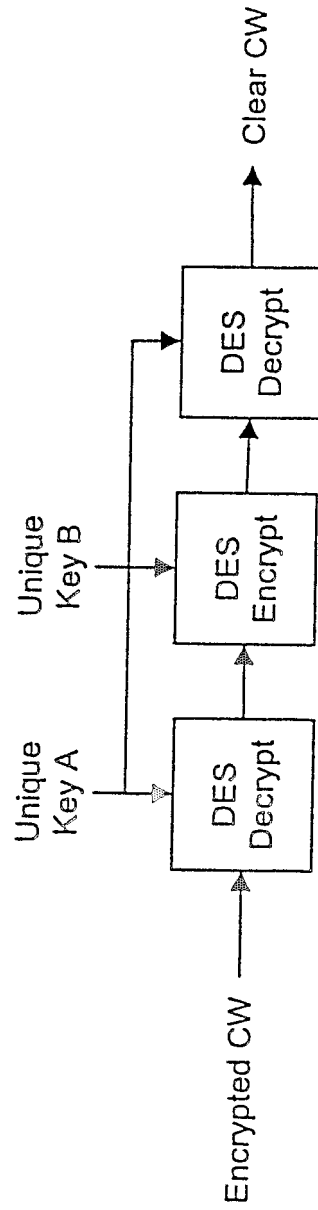 Unique
Key A
Unique
Key B
Encrypted CW
DES
Decrypt
DES
Encrypt
DES
Decrypt
Clear CW